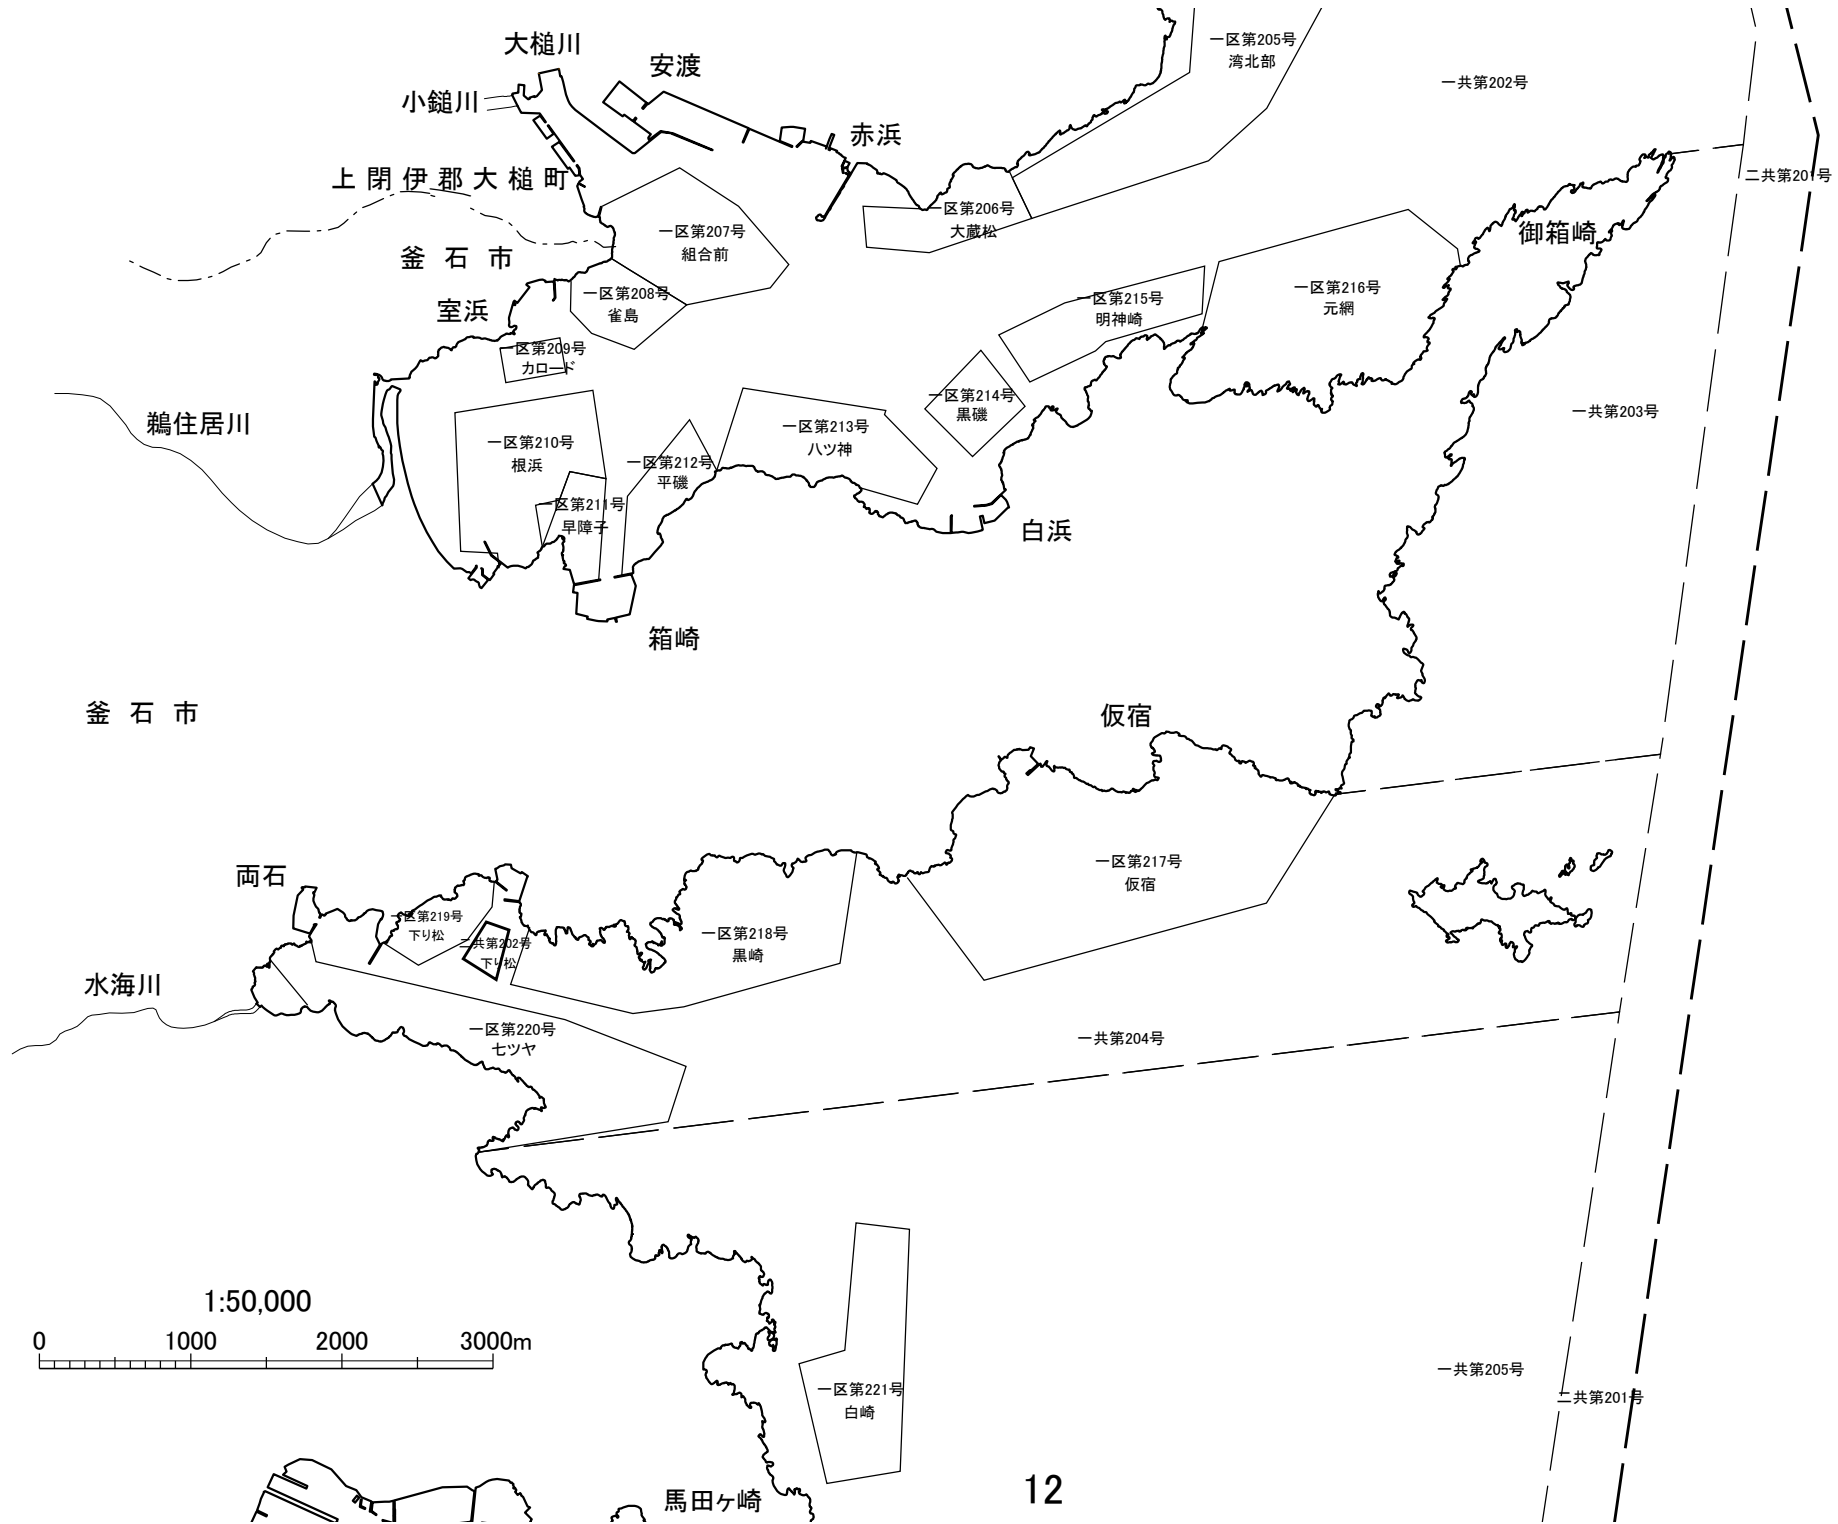 大槌川
安渡
小鎚川
赤浜
一区第205号
湾北部
一共第202号
上閉伊郡大槌町
二共第201号
一区第206号
大蔵松
一区第207号
組合前
御箱崎
釜石市
一区第208号
雀島
室浜
一区第215号
明神崎
一区第216号
元網
一区第209号
カロード
一区第214号
黒磯
一共第203号
鵜住居川
一区第213号
八ツ神
一区第210号
根浜
一区第212号
平磯
一区第211号
早障子
白浜
箱崎
釜石市
仮宿
両石
一区第217号
仮宿
一区第219号
下り松
二共第202号
下り松
一区第218号
黒崎
水海川
一区第220号
七ツヤ
一共第204号
1:50,000
0 1000 2000 3000m
一共第205号
二共第201号
一区第221号
白崎
馬田ヶ崎
12